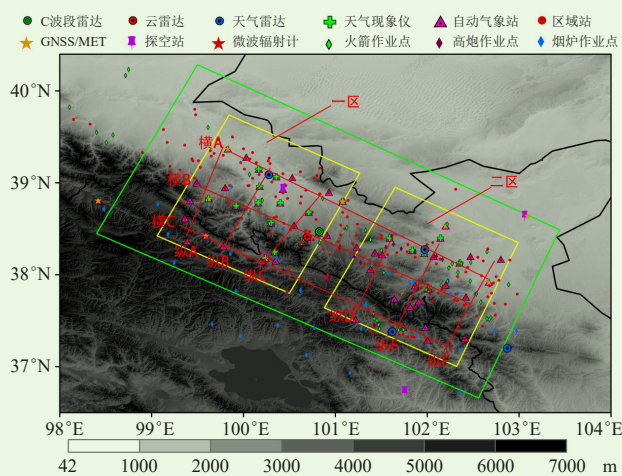 C波段雷达 云雷达 天气雷达 天气现象仪 自动气象站 区域站
GNSS/MET 探空站 微波辐射计 火箭作业点 高炮作业点 烟炉作业点
40°N
一区
横A
39°N
横B
二区
横C
纵A
纵B
纵C
38°N
纵D
37°N
98°E 99°E 100°E 101°E 102°E 103°E 104°E
42 1000 2000 3000 4000 5000 6000 7000 m